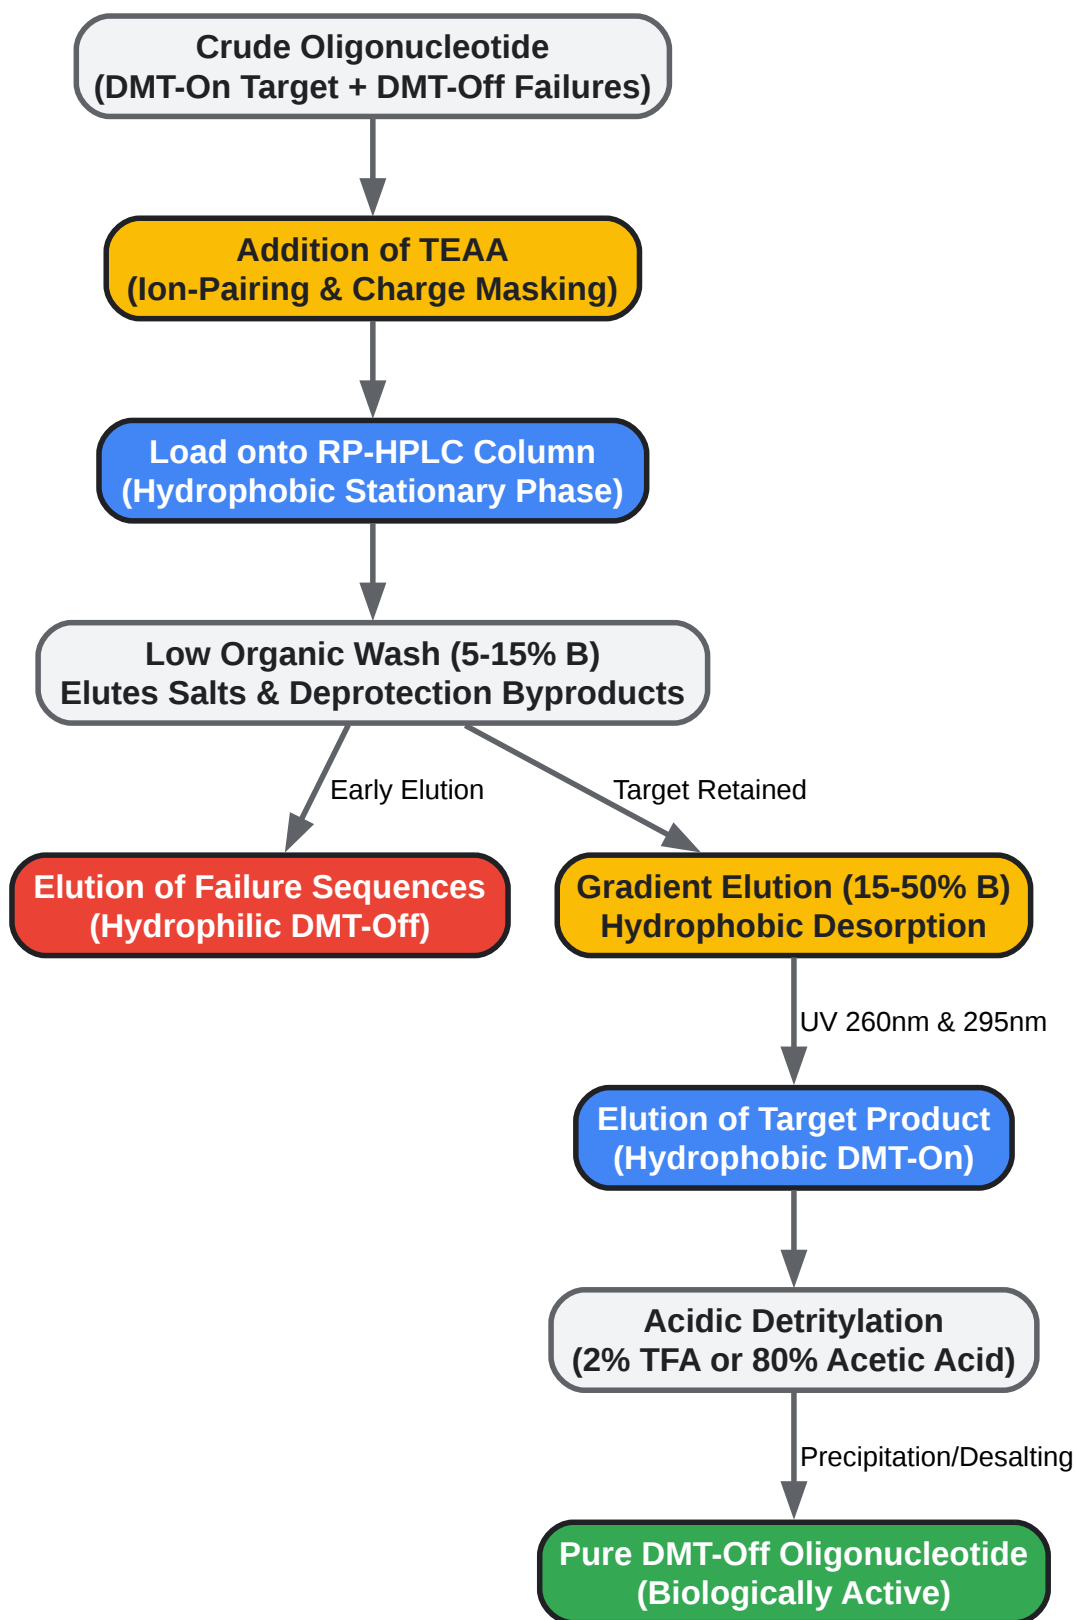 Crude Oligonucleotide
(DMT-On Target + DMT-Off Failures)
Addition of TEAA
(Ion-Pairing & Charge Masking)
Load onto RP-HPLC Column
(Hydrophobic Stationary Phase)
Low Organic Wash (5-15% B)
Elutes Salts & Deprotection Byproducts
Early Elution
Target Retained
Elution of Failure Sequences
(Hydrophilic DMT-Off)
Gradient Elution (15-50% B)
Hydrophobic Desorption
UV 260nm & 295nm
Elution of Target Product
(Hydrophobic DMT-On)
Acidic Detritylation
(2% TFA or 80% Acetic Acid)
Precipitation/Desalting
Pure DMT-Off Oligonucleotide
(Biologically Active)